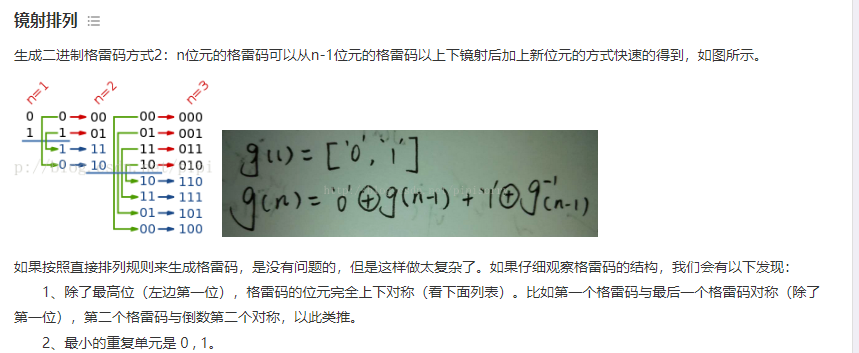 镜射排列
生成二进制格雷码方式2：n位元的格雷码可以从n-1位元的格雷码以上下镜射后加上新位元的方式快速的得到，如图所示。
n=1 n=2 n=3
0 0 00 00 000
1 1 01 01 001
1 11 11 011
0 10 10 010
10 110
11 111
01 101
00 100
g(1) = ['0', '1']
g(n) = '0' ⊕ g(n-1) + '1' ⊕ g⁻¹(n-1)
如果按照直接排列规则来生成格雷码，是没有问题的，但是这样做太复杂了。如果仔细观察格雷码的结构，我们会有以下发现：
1、除了最高位（左边第一位），格雷码的位元完全上下对称（看下面列表）。比如第一个格雷码与最后一个格雷码对称（除了
第一位），第二个格雷码与倒数第二个对称，以此类推。
2、最小的重复单元是 0 , 1。